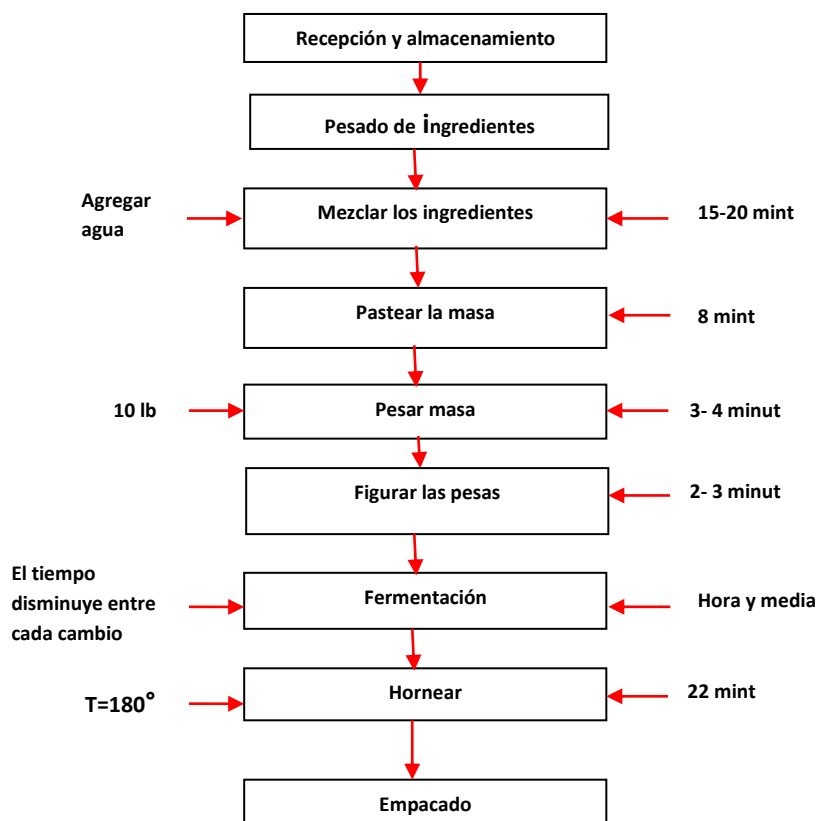 Recepción y almacenamiento
Pesado de ingredientes
Agregar
agua
Mezclar los ingredientes
15-20 mint
Pastear la masa
8 mint
10 lb
Pesar masa
3- 4 minut
Figurar las pesas
2- 3 minut
El tiempo
disminuye entre
cada cambio
Fermentación
Hora y media
T=180°
Hornear
22 mint
Empacado